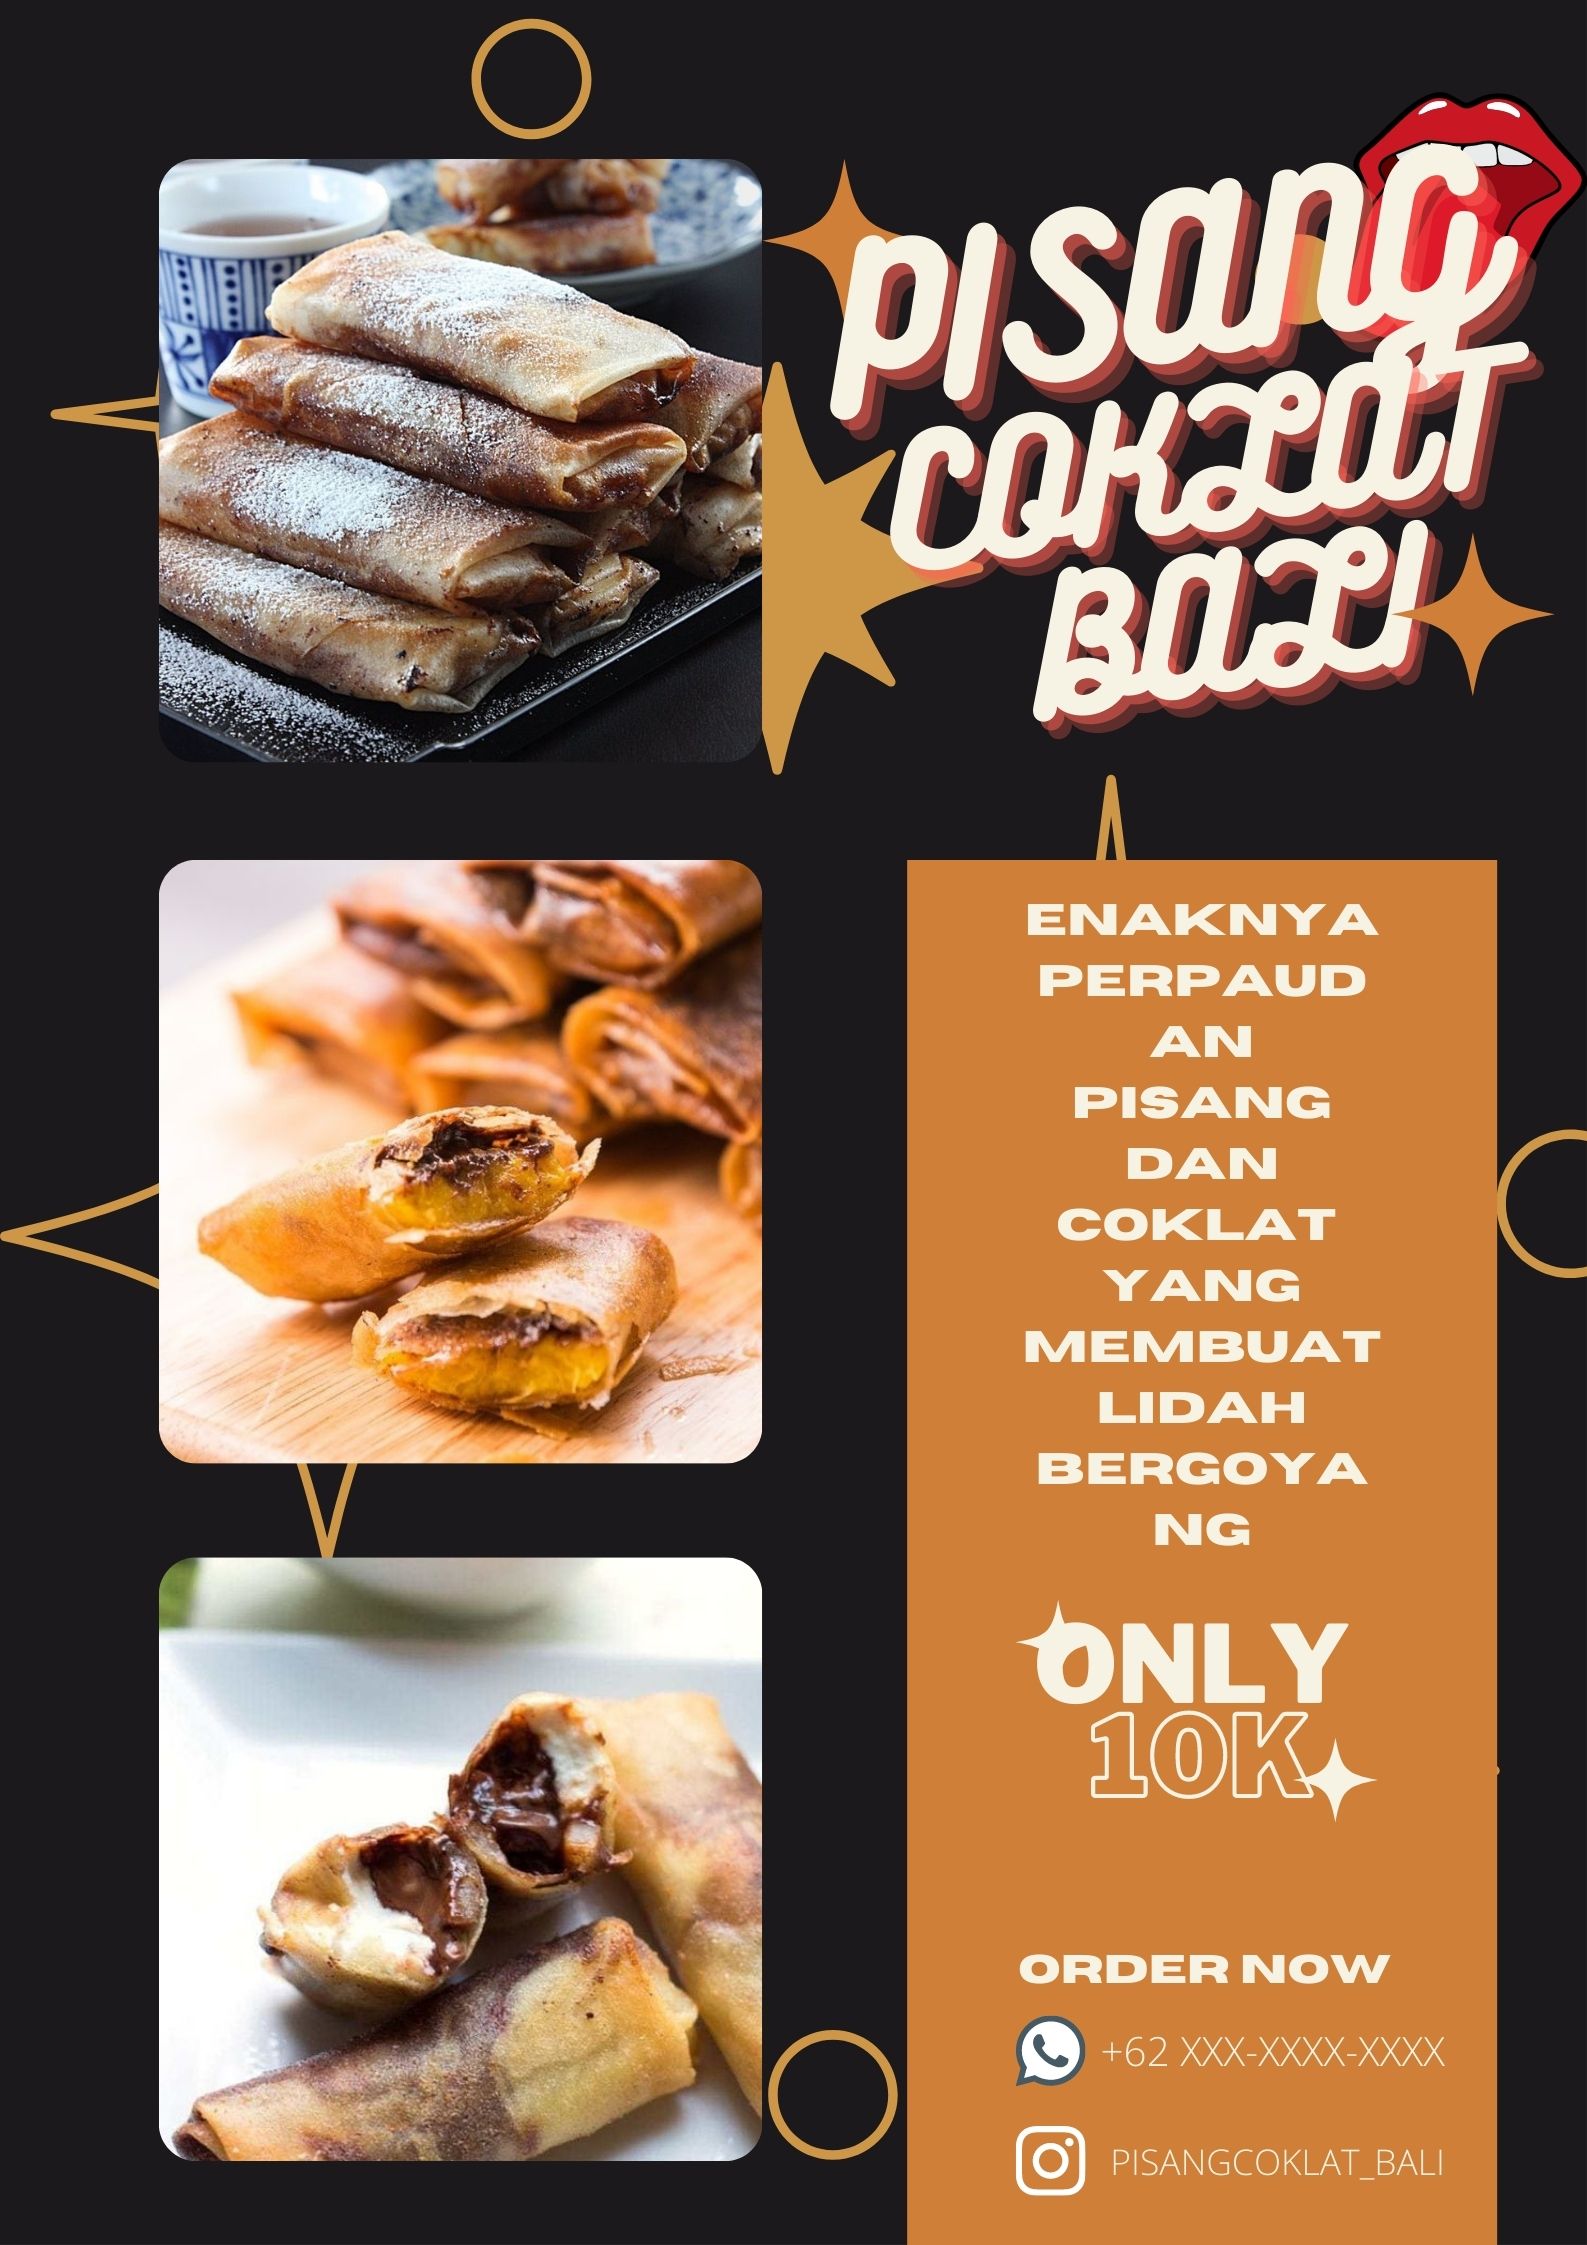 PISANG
COKLAT
BALI
ENAKNYA
PERPAUD
AN
PISANG
DAN
COKLAT
YANG
MEMBUAT
LIDAH
BERGOYA
NG
ONLY
10K
ORDER NOW
+62 XXX-XXXX-XXXX
PISANGCOKLAT_BALI